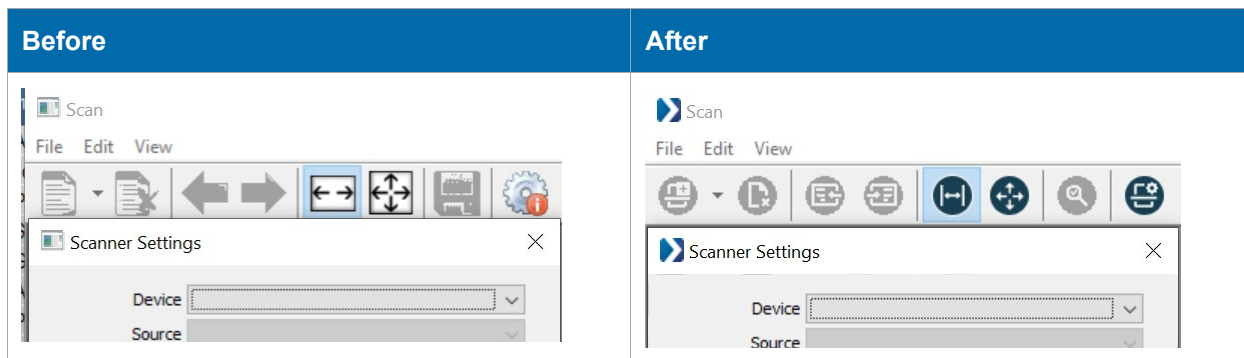 Before
After
Scan
File Edit View
Scanner Settings
Device
Source
Scan
File Edit View
Scanner Settings
Device
Source